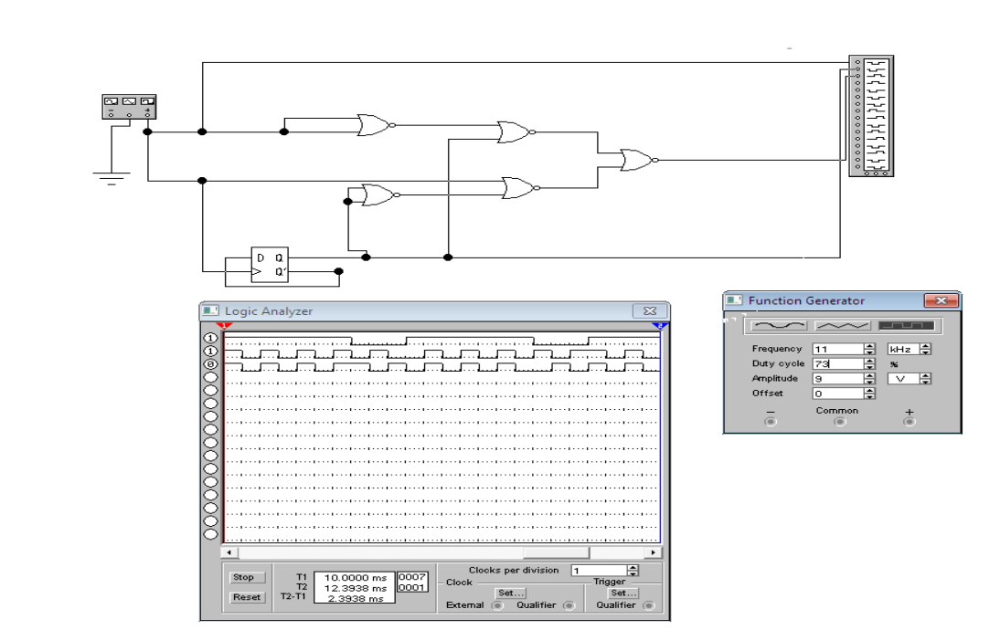 − +
D Q
Q'
Logic Analyzer
1 2
1
1
0
Stop
Reset
T1 10.0000 ms 0007
T2 12.3938 ms 0001
T2-T1 2.3938 ms
Clocks per division 1
Clock
Set...
External Qualifier
Trigger
Set...
Qualifier
Function Generator
Frequency 11 kHz
Duty cycle 73 %
Amplitude 9 V
Offset 0
− Common +